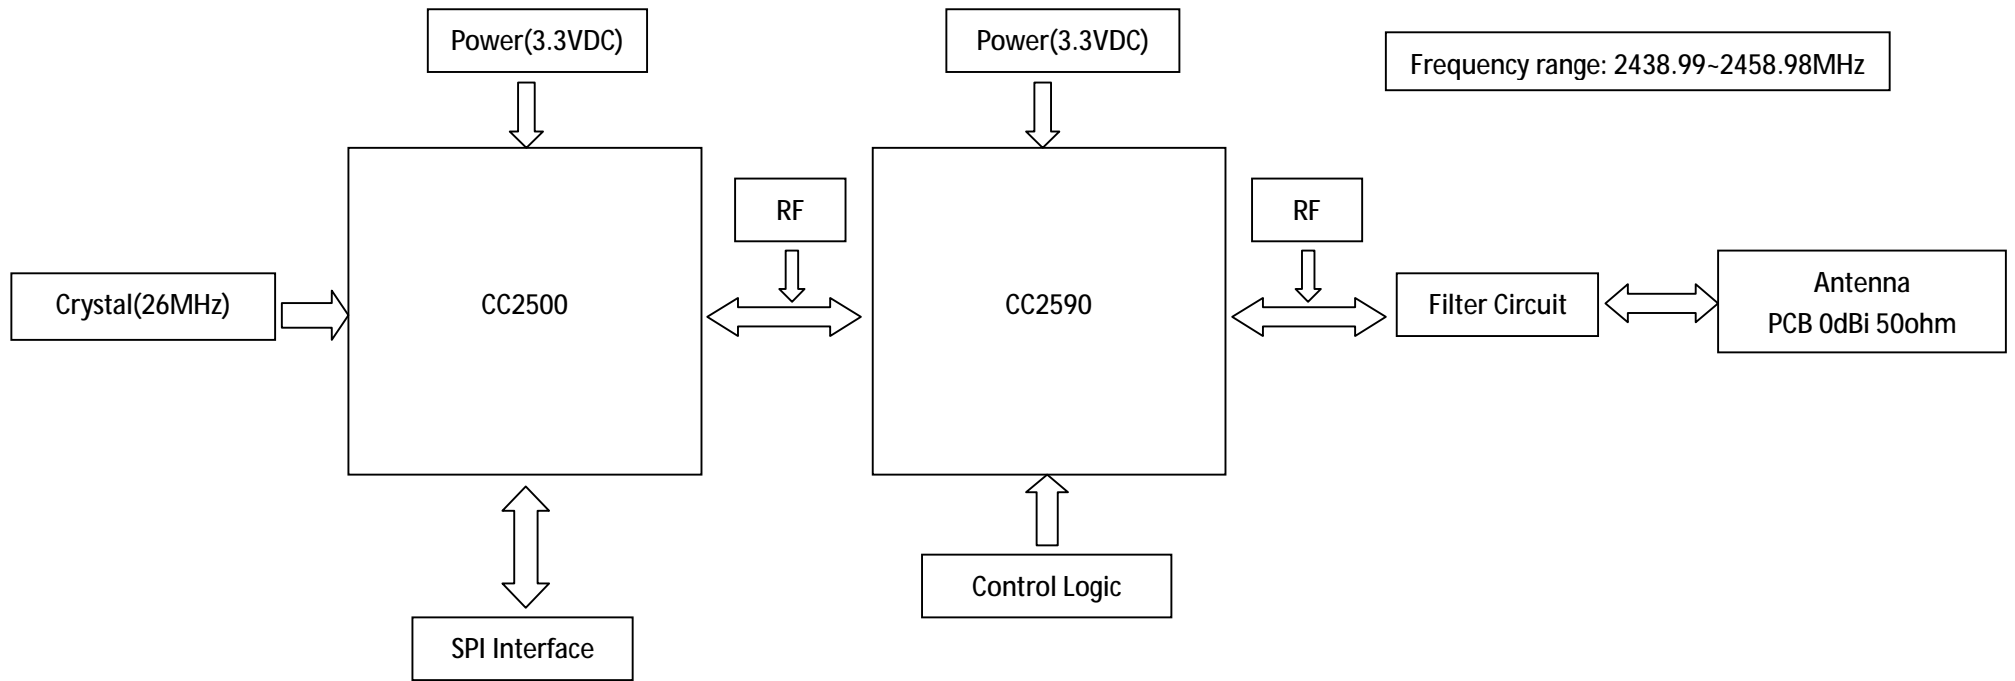 Power(3.3VDC)
Power(3.3VDC)
Frequency range: 2438.99~2458.98MHz
RF
RF
Crystal(26MHz)
CC2500
CC2590
Filter Circuit
Antenna
PCB 0dBi 50ohm
Control Logic
SPI Interface